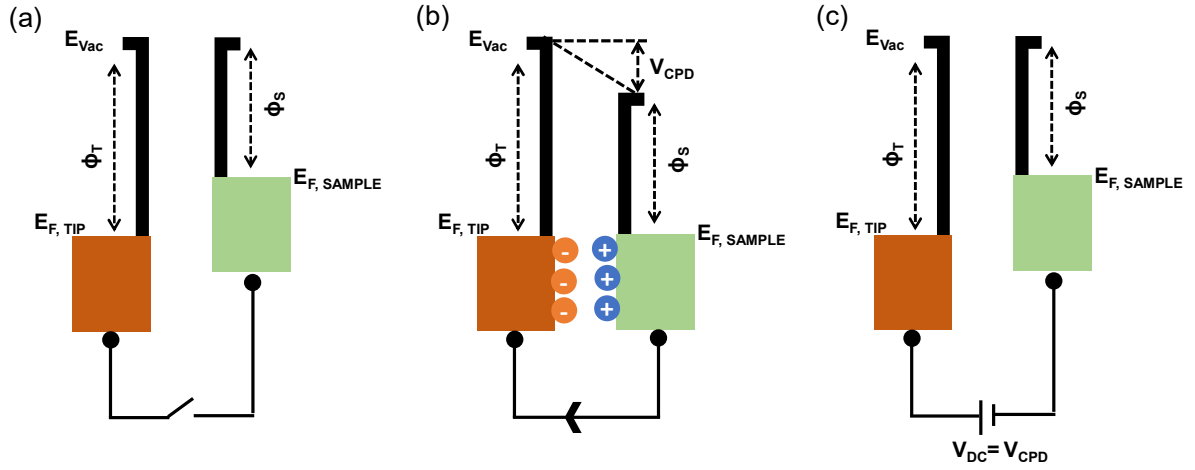 (a)
E_Vac
ϕ_T
ϕ_S
E_F, SAMPLE
E_F, TIP
(b)
E_Vac
V_CPD
ϕ_T
ϕ_S
E_F, TIP
E_F, SAMPLE
-
+
-
+
-
+
(c)
E_Vac
ϕ_T
ϕ_S
E_F, SAMPLE
E_F, TIP
V_DC= V_CPD